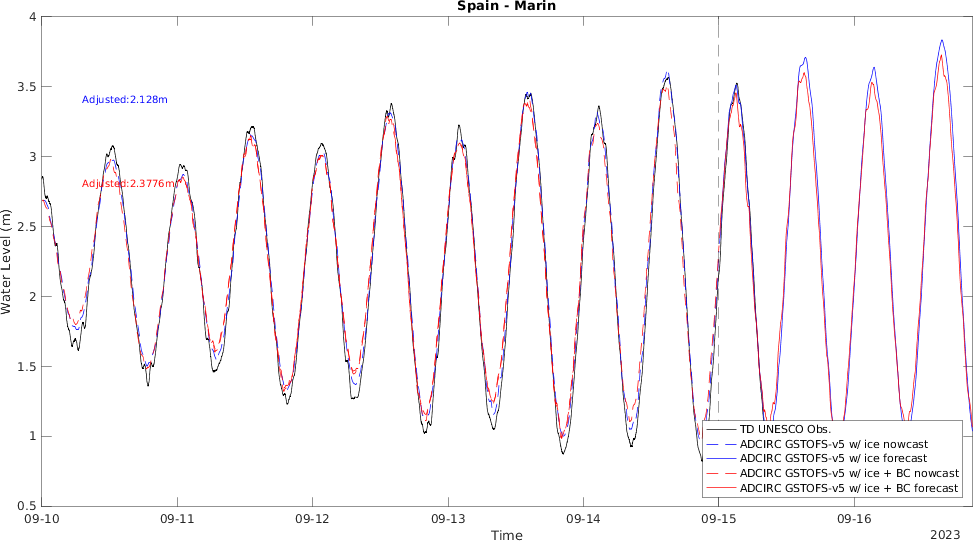 Spain - Marin
4
3.5
3
2.5
2
1.5
1
0.5
Water Level (m)
Adjusted:2.128m
Adjusted:2.3776m
TD UNESCO Obs.
ADCIRC GSTOFS-v5 w/ ice nowcast
ADCIRC GSTOFS-v5 w/ ice forecast
ADCIRC GSTOFS-v5 w/ ice + BC nowcast
ADCIRC GSTOFS-v5 w/ ice + BC forecast
09-10 09-11 09-12 09-13 09-14 09-15 09-16
Time
2023